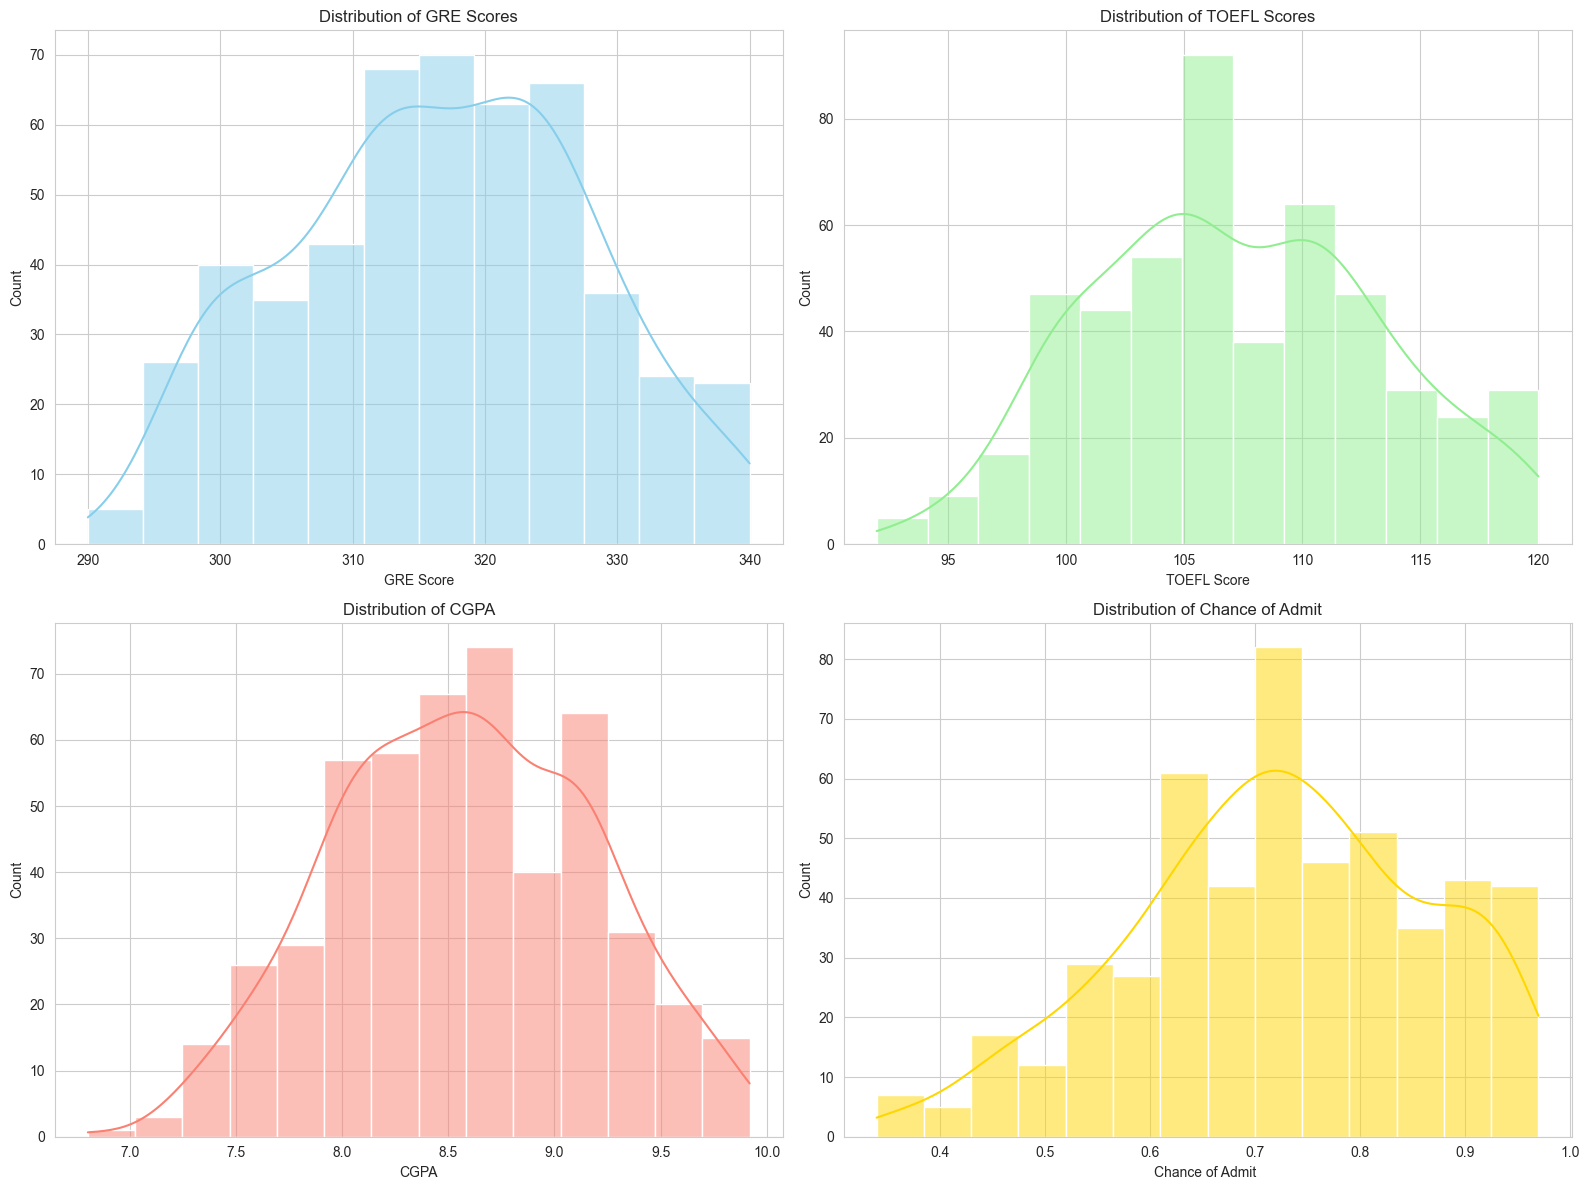 Distribution of GRE Scores
70
60
50
40
30
20
10
0
Count
290 300 310 320 330 340
GRE Score
Distribution of TOEFL Scores
80
60
40
20
0
Count
95 100 105 110 115 120
TOEFL Score
Distribution of CGPA
70
60
50
40
30
20
10
0
Count
7.0 7.5 8.0 8.5 9.0 9.5 10.0
CGPA
Distribution of Chance of Admit
80
70
60
50
40
30
20
10
0
Count
0.4 0.5 0.6 0.7 0.8 0.9 1.0
Chance of Admit